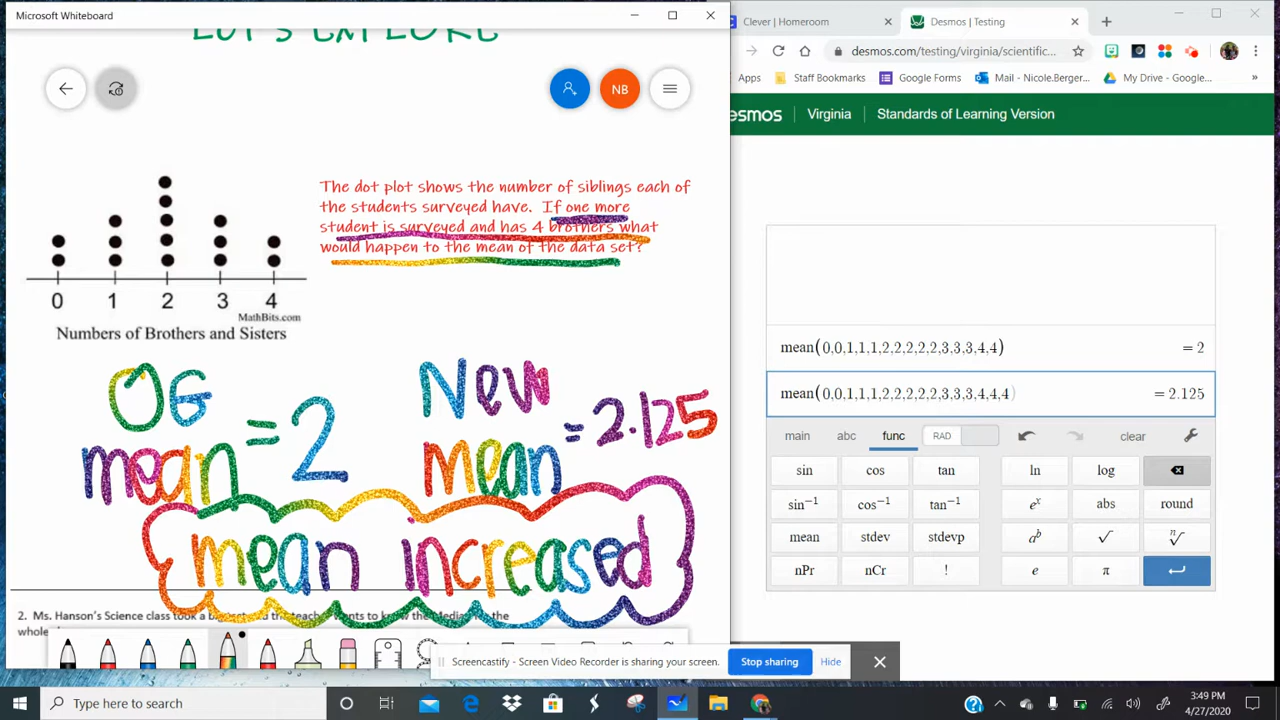 Microsoft Whiteboard
LET'S EXPLORE
NB
The dot plot shows the number of siblings each of
the students surveyed have. If one more
student is surveyed and has 4 brothers what
would happen to the mean of the data set?
0 1 2 3 4
MathBits.com
Numbers of Brothers and Sisters
OG
mean = 2
New
mean = 2.125
mean increased
2. Ms. Hanson's Science class took a
the whole
Clever | Homeroom
Desmos | Testing
desmos.com/testing/virginia/scientific...
Apps
Staff Bookmarks
Google Forms
Mail - Nicole.Berger...
My Drive - Google...
esmos
Virginia
Standards of Learning Version
mean(0,0,1,1,1,2,2,2,2,2,3,3,3,4,4) = 2
mean(0,0,1,1,1,2,2,2,2,2,3,3,3,4,4,4) = 2.125
main abc func RAD clear
sin cos tan ln log
sin⁻¹ cos⁻¹ tan⁻¹ eˣ abs round
mean stdev stdevp aᵇ √ ⁿ√
nPr nCr ! e π
Screencastify - Screen Video Recorder is sharing your screen.
Stop sharing
Hide
Type here to search
3:49 PM
4/27/2020